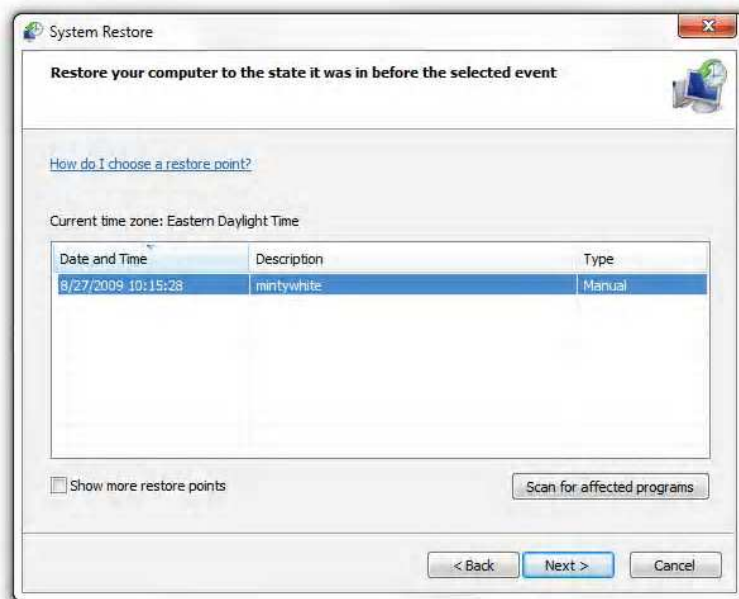 System Restore
Restore your computer to the state it was in before the selected event
How do I choose a restore point?
Current time zone: Eastern Daylight Time
Date and Time Description Type
8/27/2009 10:15:28 mintywhite Manual
Show more restore points Scan for affected programs
< Back Next > Cancel